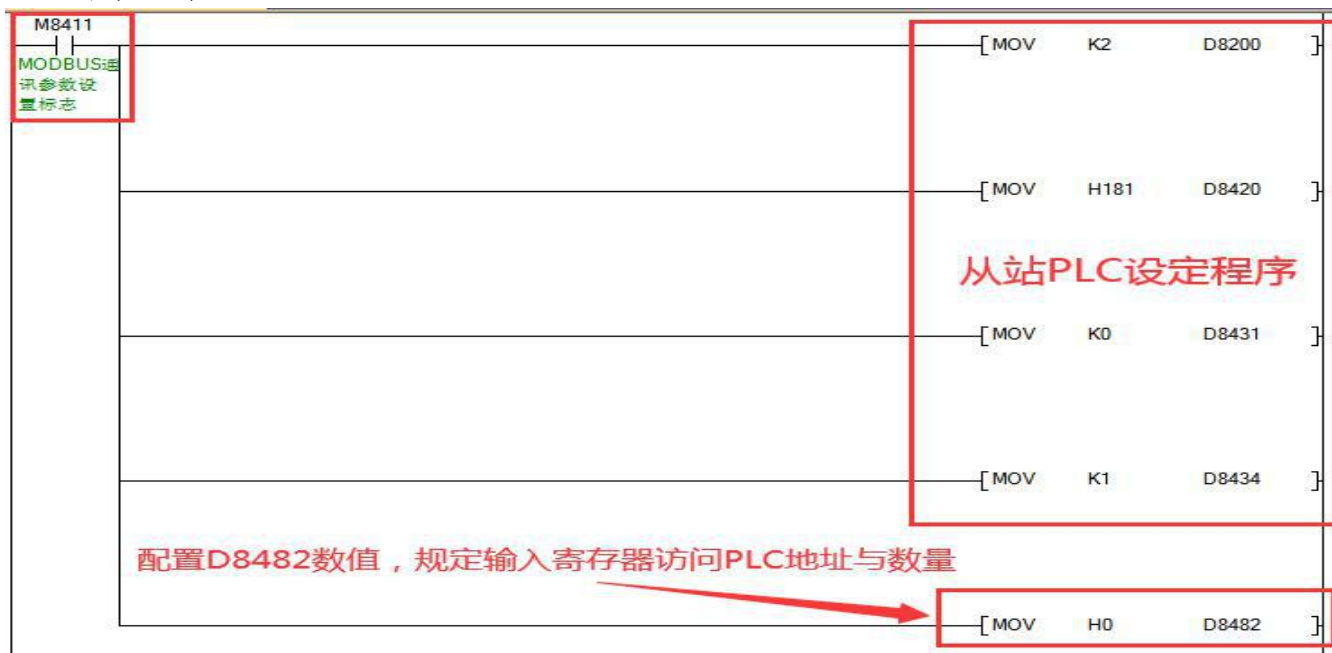 M8411
MODBUS通
讯参数设
置标志
[ MOV K2 D8200 ]
[ MOV H181 D8420 ]
从站PLC设定程序
[ MOV K0 D8431 ]
[ MOV K1 D8434 ]
配置D8482数值，规定输入寄存器访问PLC地址与数量
[ MOV H0 D8482 ]